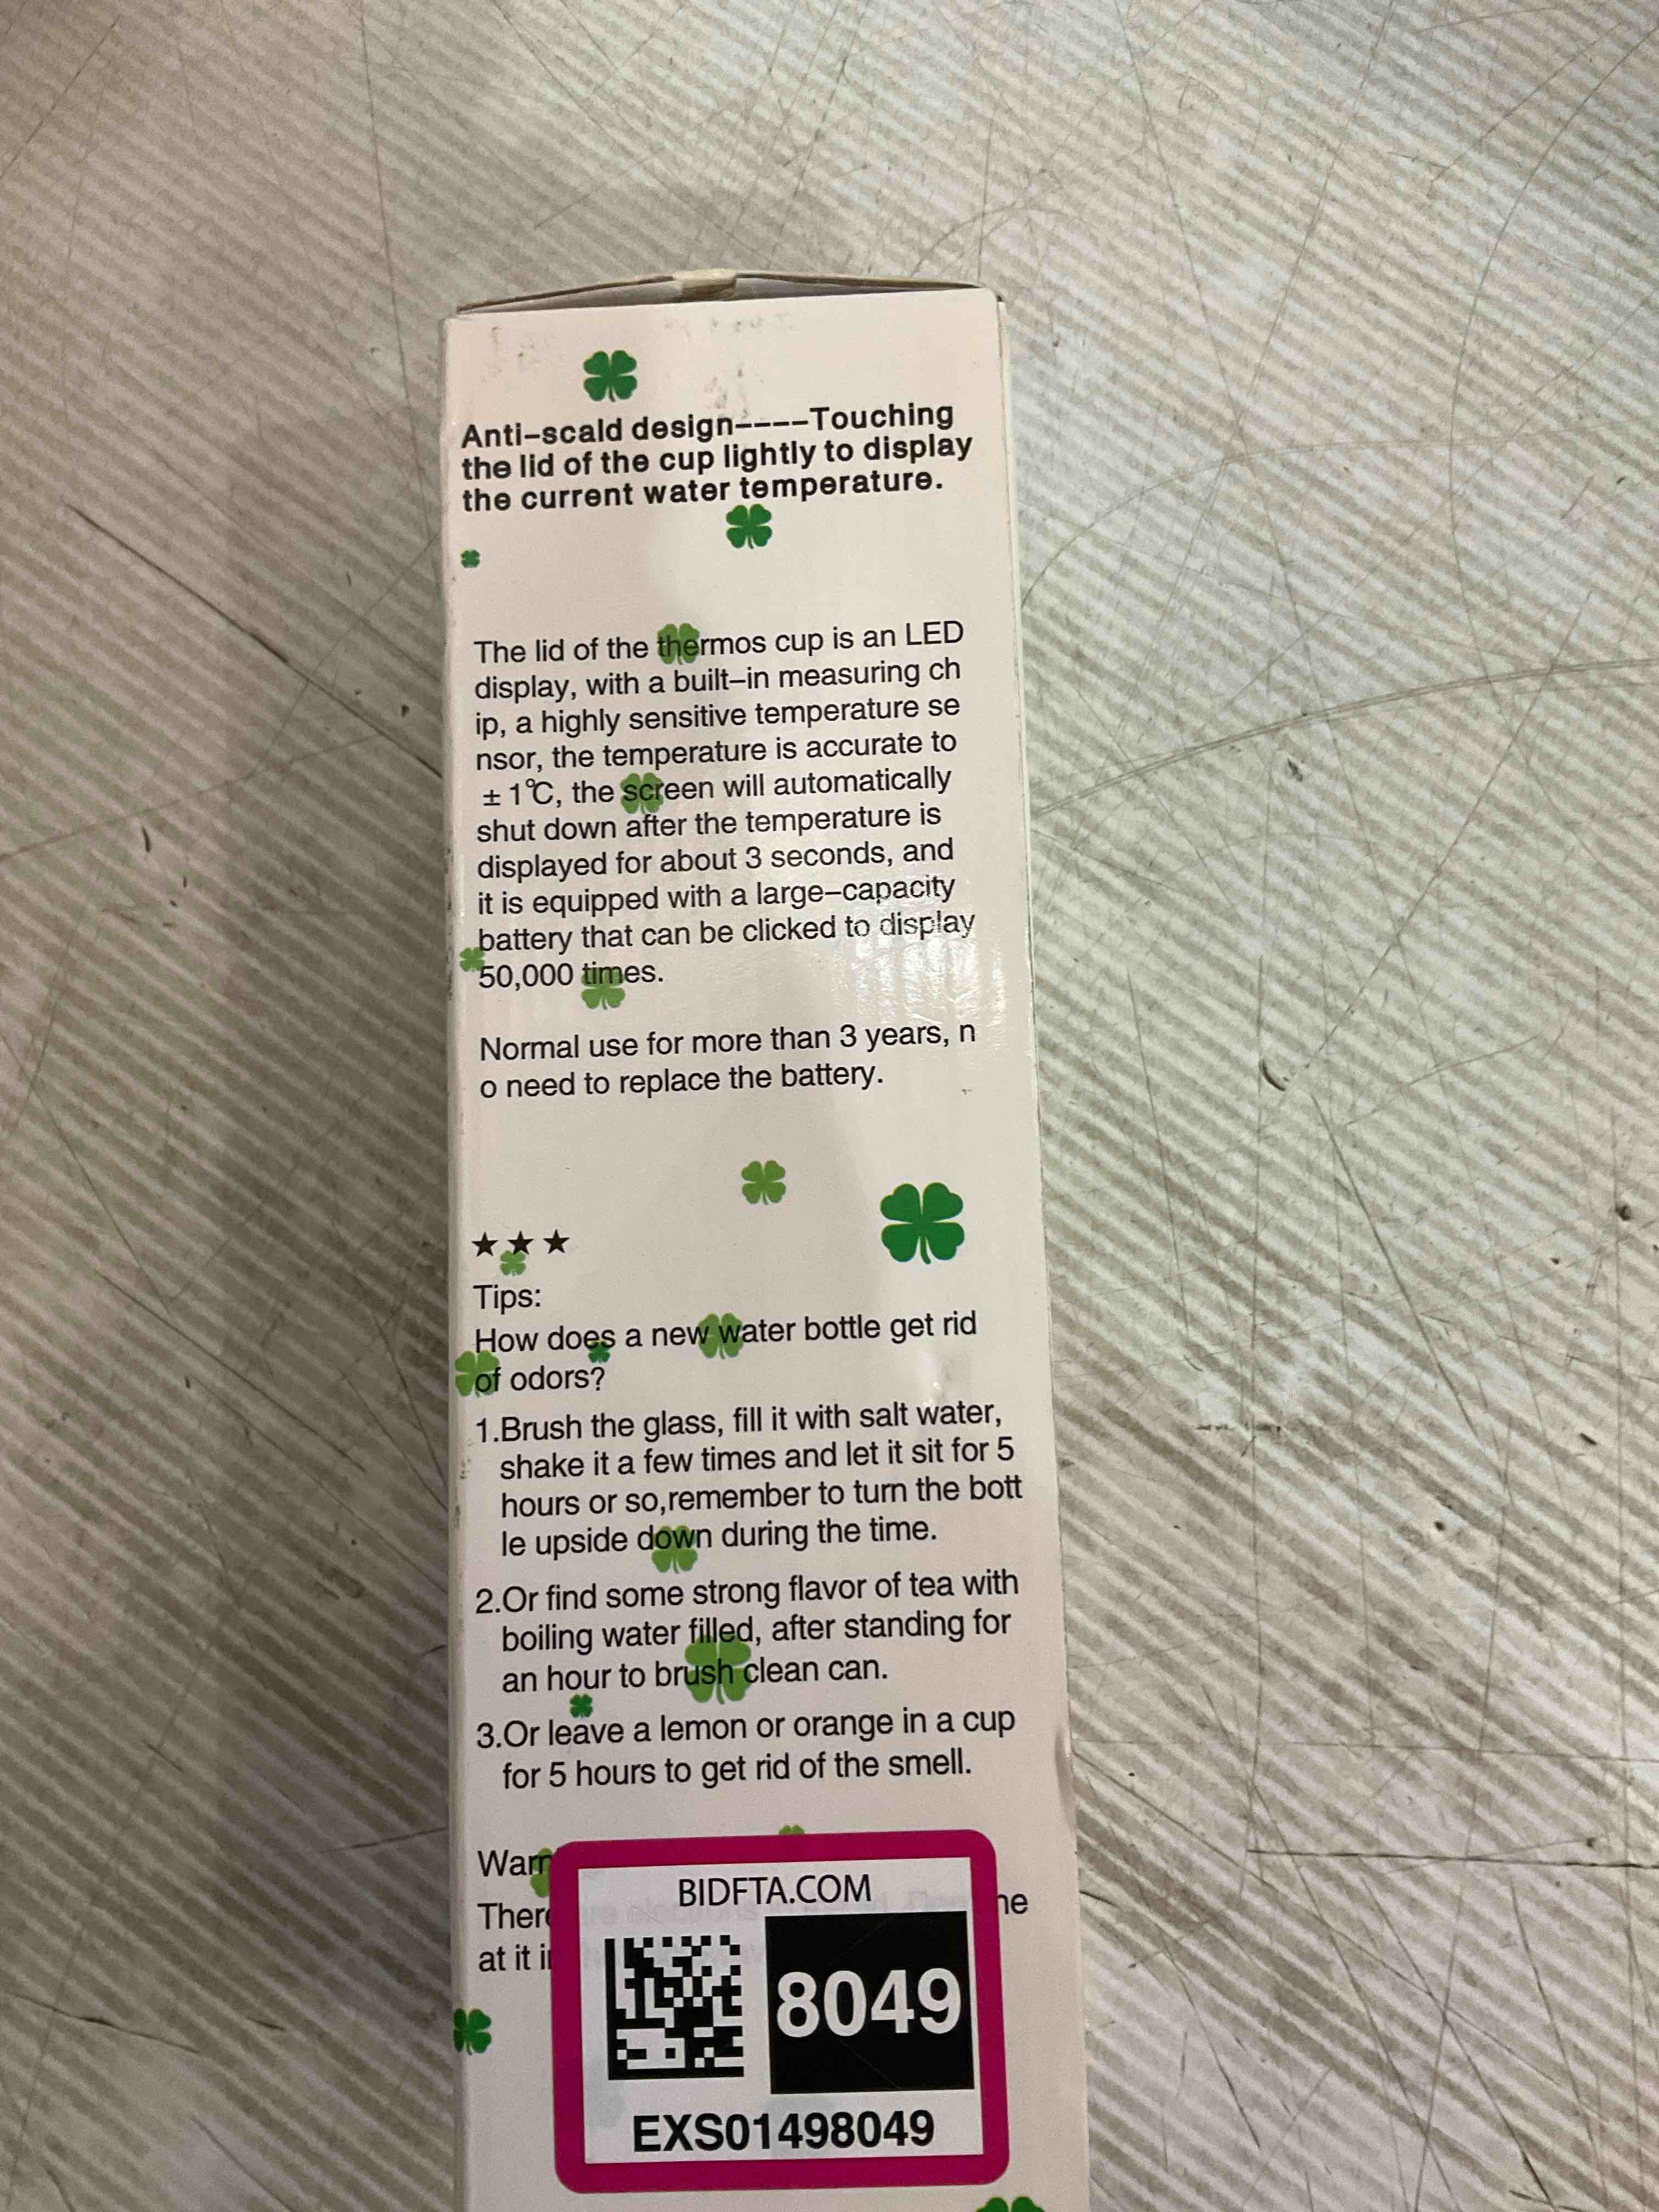 Anti-scald design----Touching
the lid of the cup lightly to display
the current water temperature.
The lid of the thermos cup is an LED
display, with a built-in measuring ch
ip, a highly sensitive temperature se
nsor, the temperature is accurate to
±1℃, the screen will automatically
shut down after the temperature is
displayed for about 3 seconds, and
it is equipped with a large-capacity
battery that can be clicked to display
50,000 times.
Normal use for more than 3 years, n
o need to replace the battery.
★★★
Tips:
How does a new water bottle get rid
of odors?
1.Brush the glass, fill it with salt water,
shake it a few times and let it sit for 5
hours or so,remember to turn the bott
le upside down during the time.
2.Or find some strong flavor of tea with
boiling water filled, after standing for
an hour to brush clean can.
3.Or leave a lemon or orange in a cup
for 5 hours to get rid of the smell.
at it
BIDFTA.COM
8049
EXS01498049